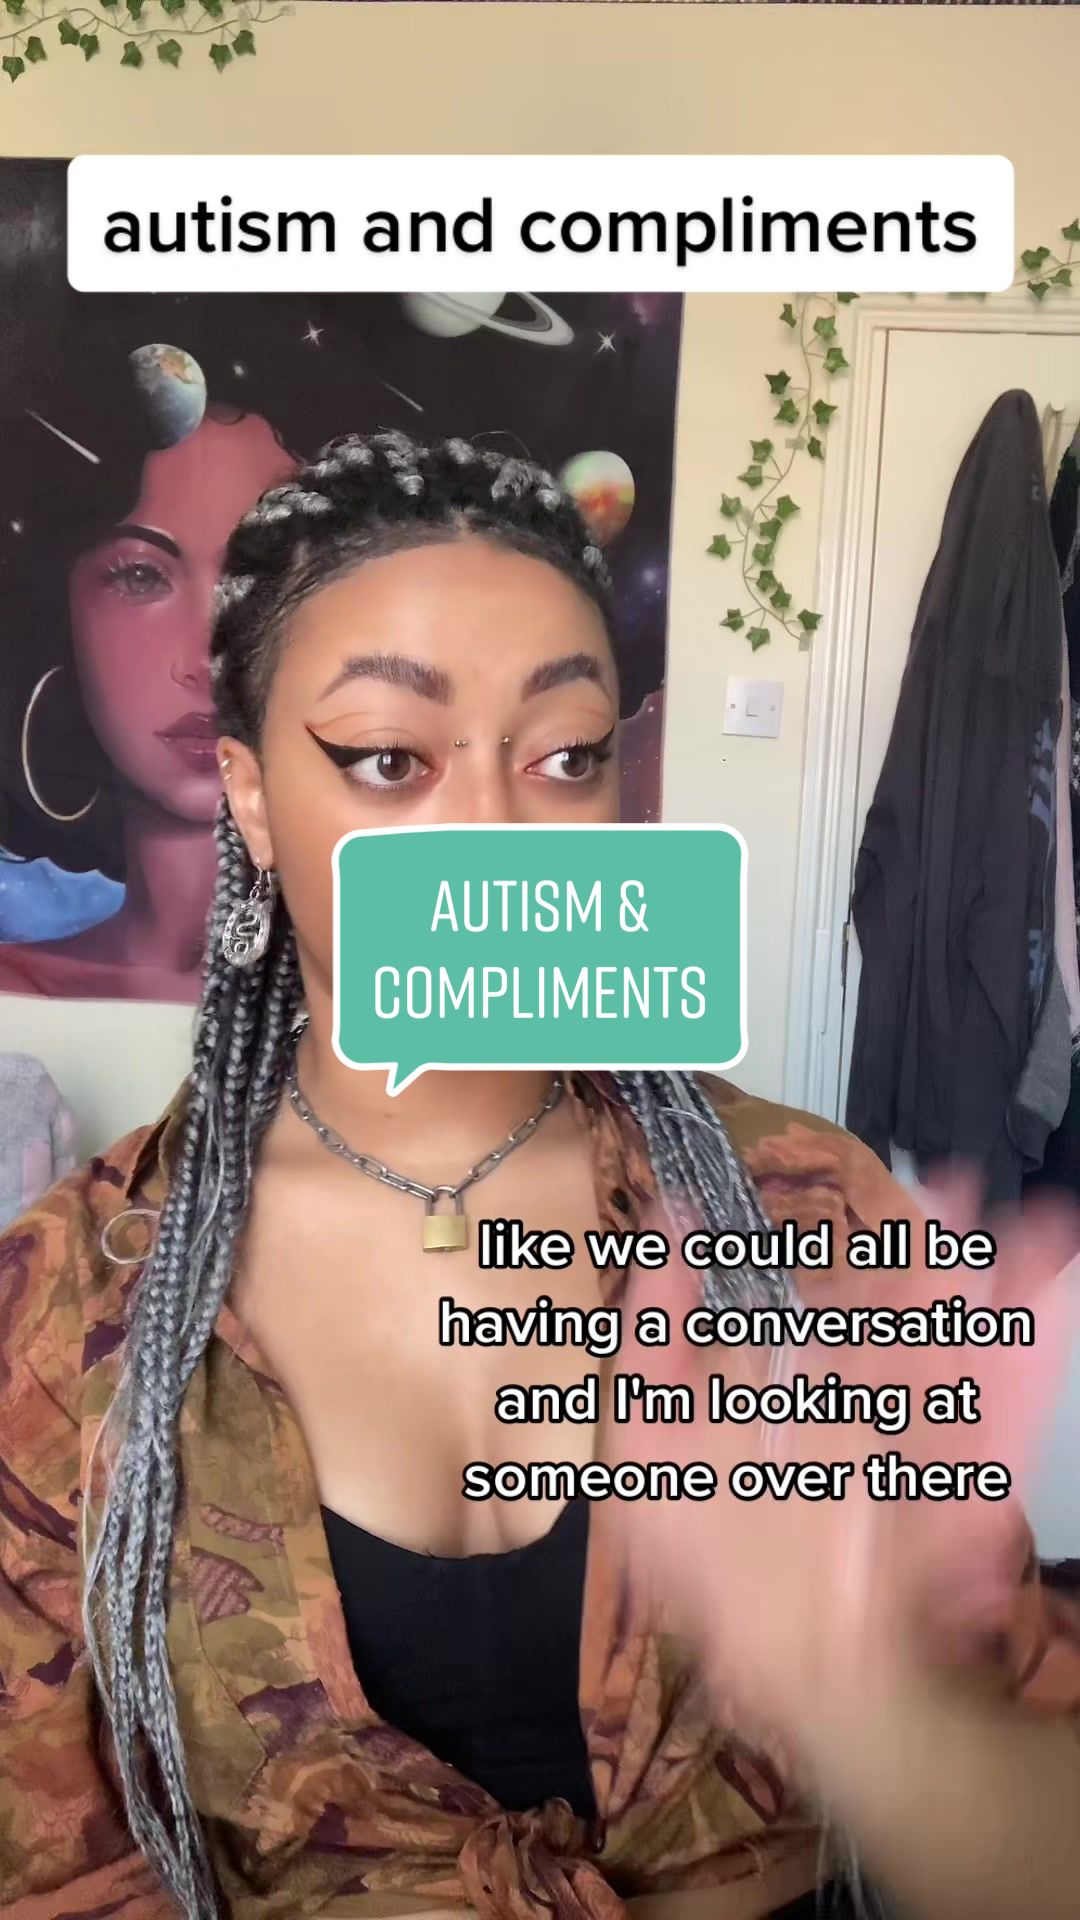 autism and compliments
AUTISM &
COMPLIMENTS
like we could all be
having a conversation
and I'm looking at
someone over there